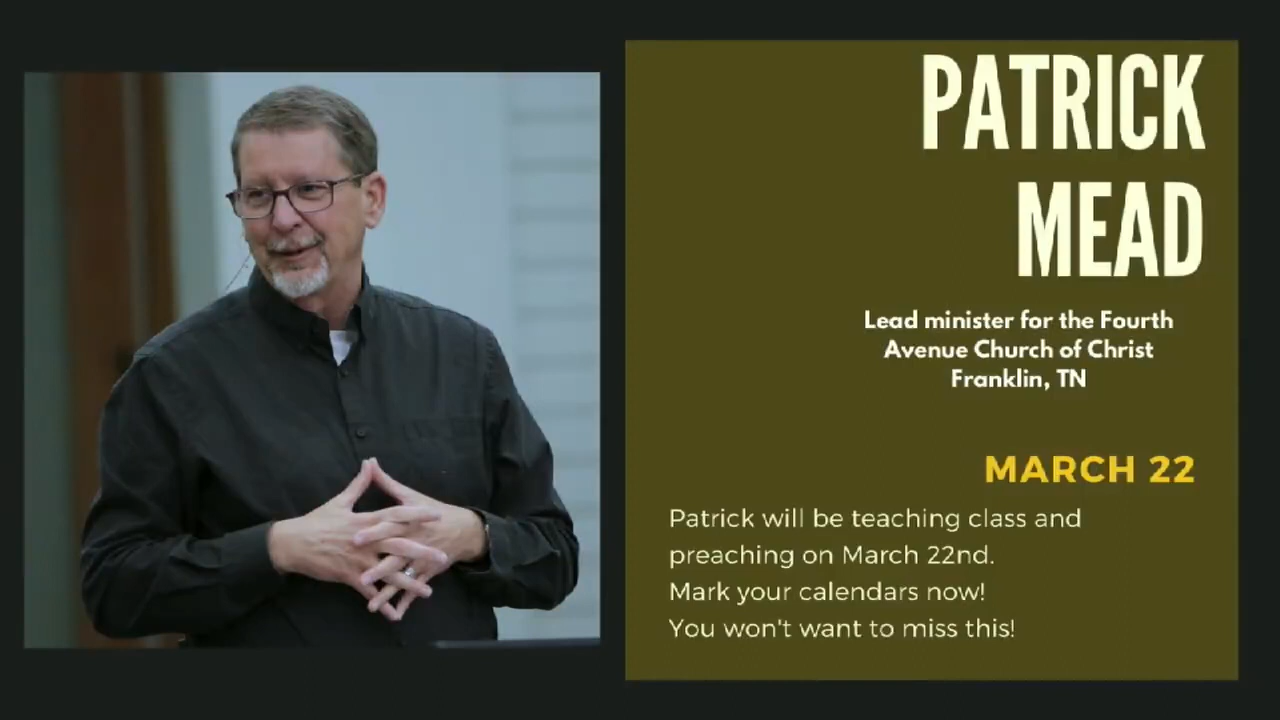 PATRICK
MEAD
Lead minister for the Fourth
Avenue Church of Christ
Franklin, TN
MARCH 22
Patrick will be teaching class and
preaching on March 22nd.
Mark your calendars now!
You won't want to miss this!